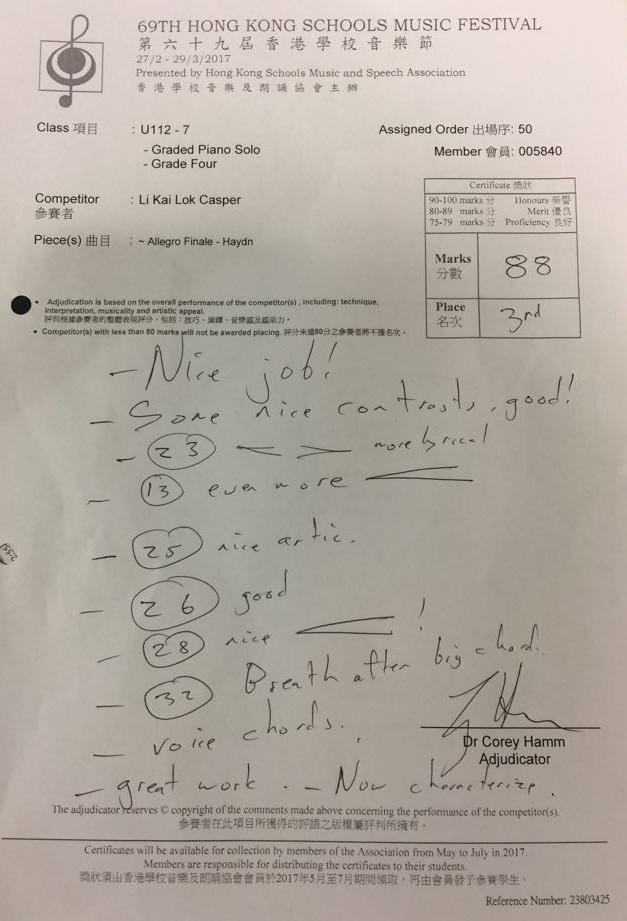 69TH HONG KONG SCHOOLS MUSIC FESTIVAL
第六十九屆香港學校音樂節
27/2 - 29/3/2017
Presented by Hong Kong Schools Music and Speech Association
香港學校音樂及朗誦協會主辦
Class 項目 : U112 - 7
- Graded Piano Solo
- Grade Four
Assigned Order 出場序: 50
Member 會員: 005840
Competitor : Li Kai Lok Casper
參賽者
Piece(s) 曲目 : ~ Allegro Finale - Haydn
Certificate 獎狀
90-100 marks 分 Honours 榮譽
80-89 marks 分 Merit 優良
75-79 marks 分 Proficiency 良好
Marks 88
分數
Place 3rd
名次
• Adjudication is based on the overall performance of the competitor(s), including: technique,
interpretation, musicality and artistic appeal.
評判根據參賽者的整體表現評分，包括：技巧、演繹、音樂感及感染力。
• Competitor(s) with less than 80 marks will not be awarded placing. 評分未達80分之參賽者將不獲名次。
- Nice job!
- Some nice contrasts, good!
- 23 < > more lyrical
- 13 even more <
- 25 nice artic.
- 26 good
- 28 nice < !
- 32 Breath after big chord.
- voice chords.
Dr Corey Hamm
Adjudicator
- great work. - Now characterize.
The adjudicator reserves © copyright of the comments made above concerning the performance of the competitor(s).
參賽者在此項目所獲得的評語之版權屬評判所擁有。
Certificates will be available for collection by members of the Association from May to July in 2017.
Members are responsible for distributing the certificates to their students.
獎狀須由香港學校音樂及朗誦協會會員於2017年5月至7月期間領取，再由會員發予參賽學生。
Reference Number: 23803425